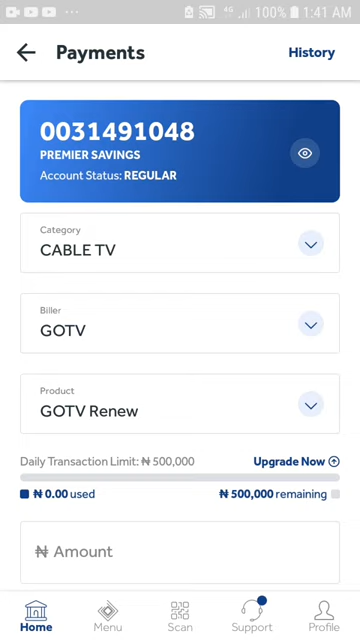 4G
100% 1:41 AM
Payments
History
0031491048
PREMIER SAVINGS
Account Status: REGULAR
Category
CABLE TV
Biller
GOTV
Product
GOTV Renew
Daily Transaction Limit: ₦ 500,000
Upgrade Now
₦ 0.00 used
₦ 500,000 remaining
₦ Amount
Home
Menu
Scan
Support
Profile